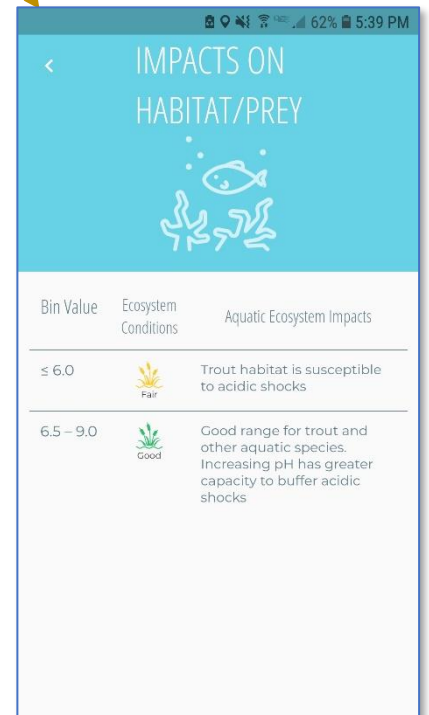 62% 5:39 PM
IMPACTS ON
HABITAT/PREY
Bin Value Ecosystem Conditions Aquatic Ecosystem Impacts
≤ 6.0 Fair Trout habitat is susceptible
to acidic shocks
6.5 – 9.0 Good Good range for trout and
other aquatic species.
Increasing pH has greater
capacity to buffer acidic
shocks